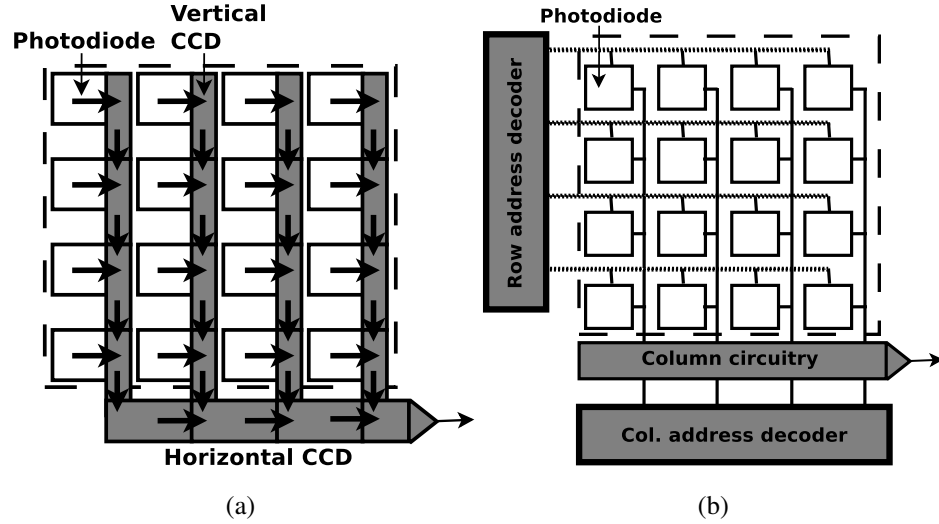 Vertical
CCD
Photodiode
Horizontal CCD
(a)
Photodiode
Row address decoder
Column circuitry
Col. address decoder
(b)